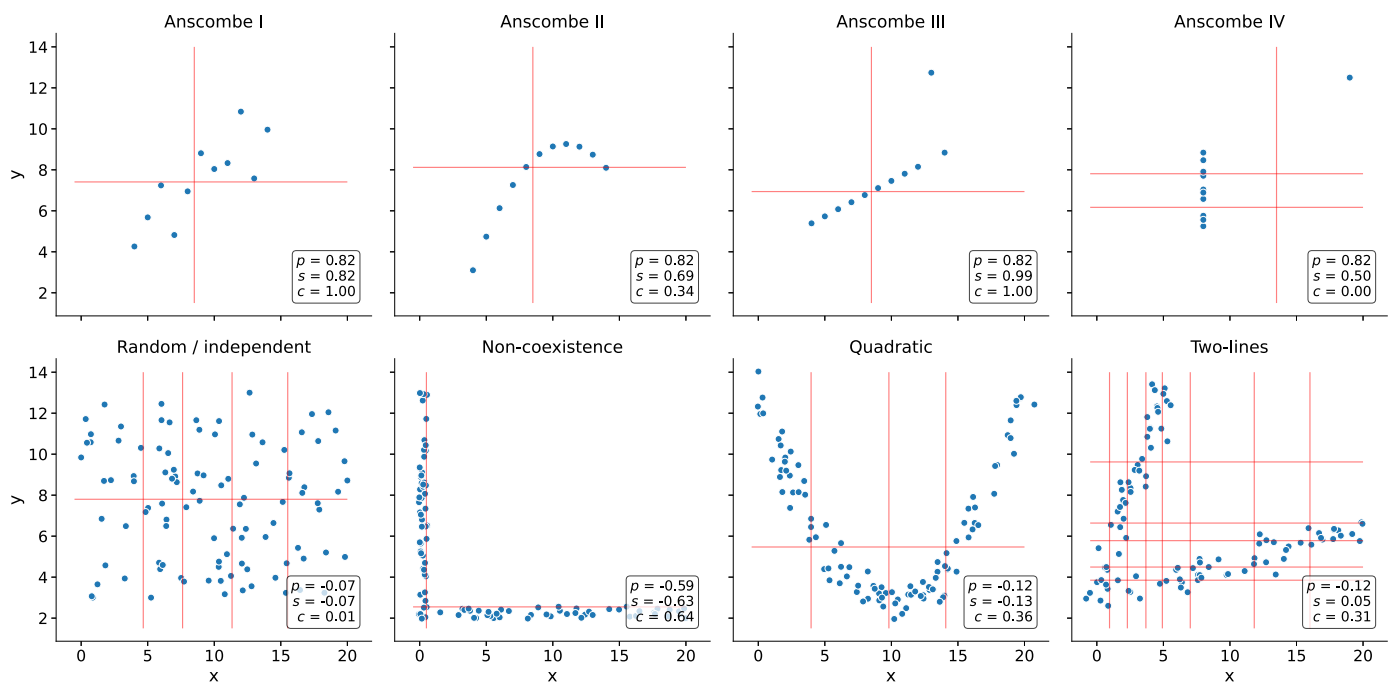 Anscombe I
Anscombe II
Anscombe III
Anscombe IV
14
12
10
8
6
4
2
y
p = 0.82
s = 0.82
c = 1.00
p = 0.82
s = 0.69
c = 0.34
p = 0.82
s = 0.99
c = 1.00
p = 0.82
s = 0.50
c = 0.00
Random / independent
Non-coexistence
Quadratic
Two-lines
14
12
10
8
6
4
2
y
p = -0.07
s = -0.07
c = 0.01
p = -0.59
s = -0.63
c = 0.64
p = -0.12
s = -0.13
c = 0.36
p = -0.12
s = 0.05
c = 0.31
0 5 10 15 20
0 5 10 15 20
0 5 10 15 20
0 5 10 15 20
x
x
x
x